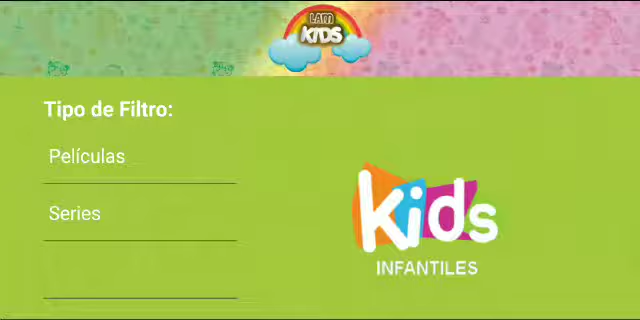 LAM
KIDS
Tipo de Filtro:
Películas
Series
kids
INFANTILES